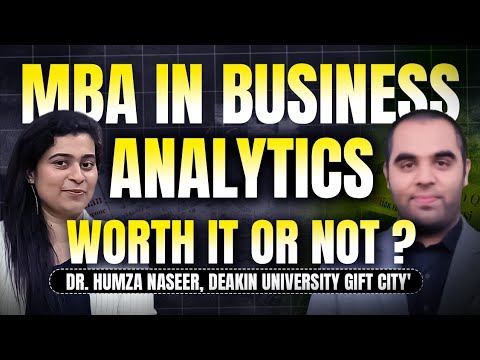 MBA IN BUSINESS
ANALYTICS
WORTH IT OR NOT ?
DR. HUMZA NASEER, DEAKIN UNIVERSITY GIFT CITY'